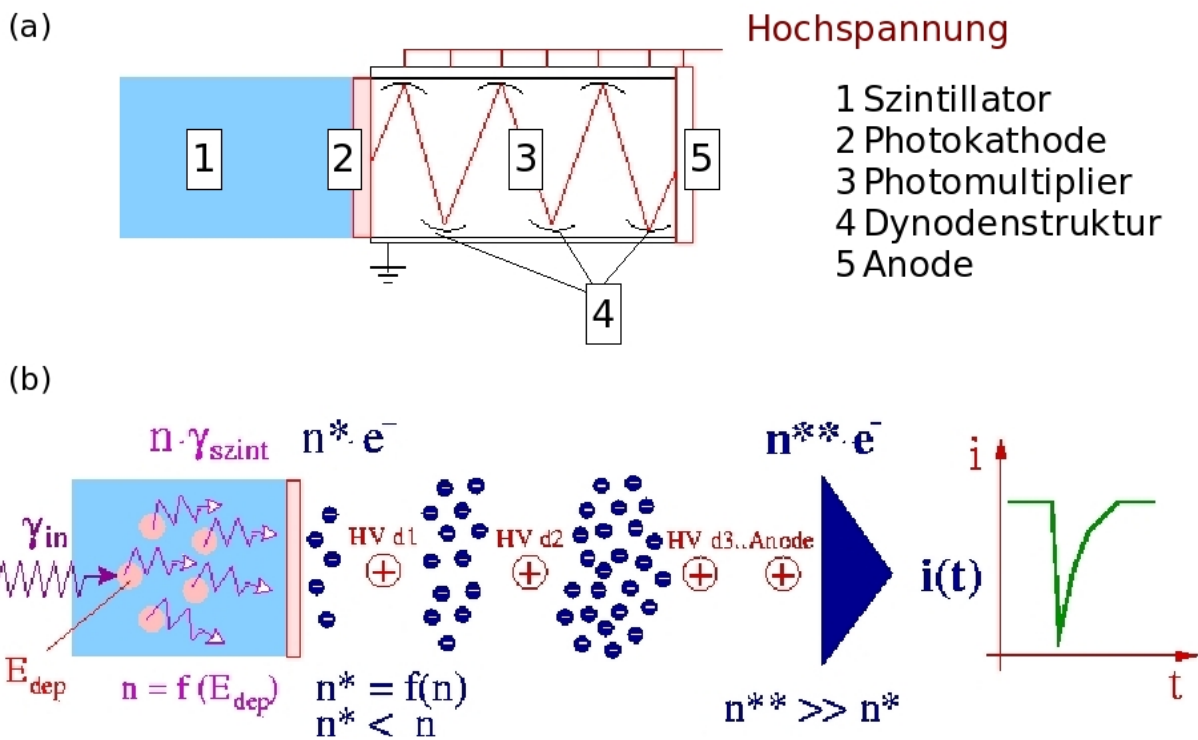 (a)
Hochspannung
1 Szintillator
2 Photokathode
3 Photomultiplier
4 Dynodenstruktur
5 Anode
1
2
3
5
4
(b)
n·γszint
n* e⁻
n** e⁻
i
γin
HV d1
HV d2
HV d3..Anode
i(t)
Edep
n = f (Edep)
n* = f(n)
n* < n
n** >> n*
t